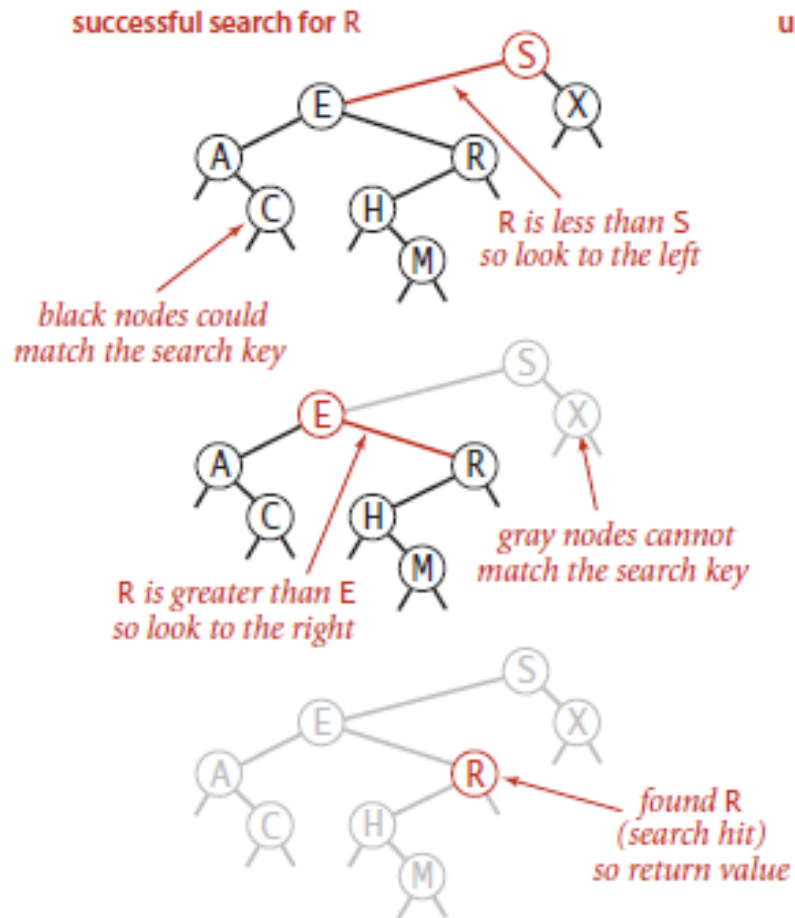 successful search for R
u
S
E
X
A
R
C
H
M
R is less than S
so look to the left
black nodes could
match the search key
S
E
X
A
R
C
H
M
gray nodes cannot
match the search key
R is greater than E
so look to the right
S
E
X
A
R
C
H
M
found R
(search hit)
so return value